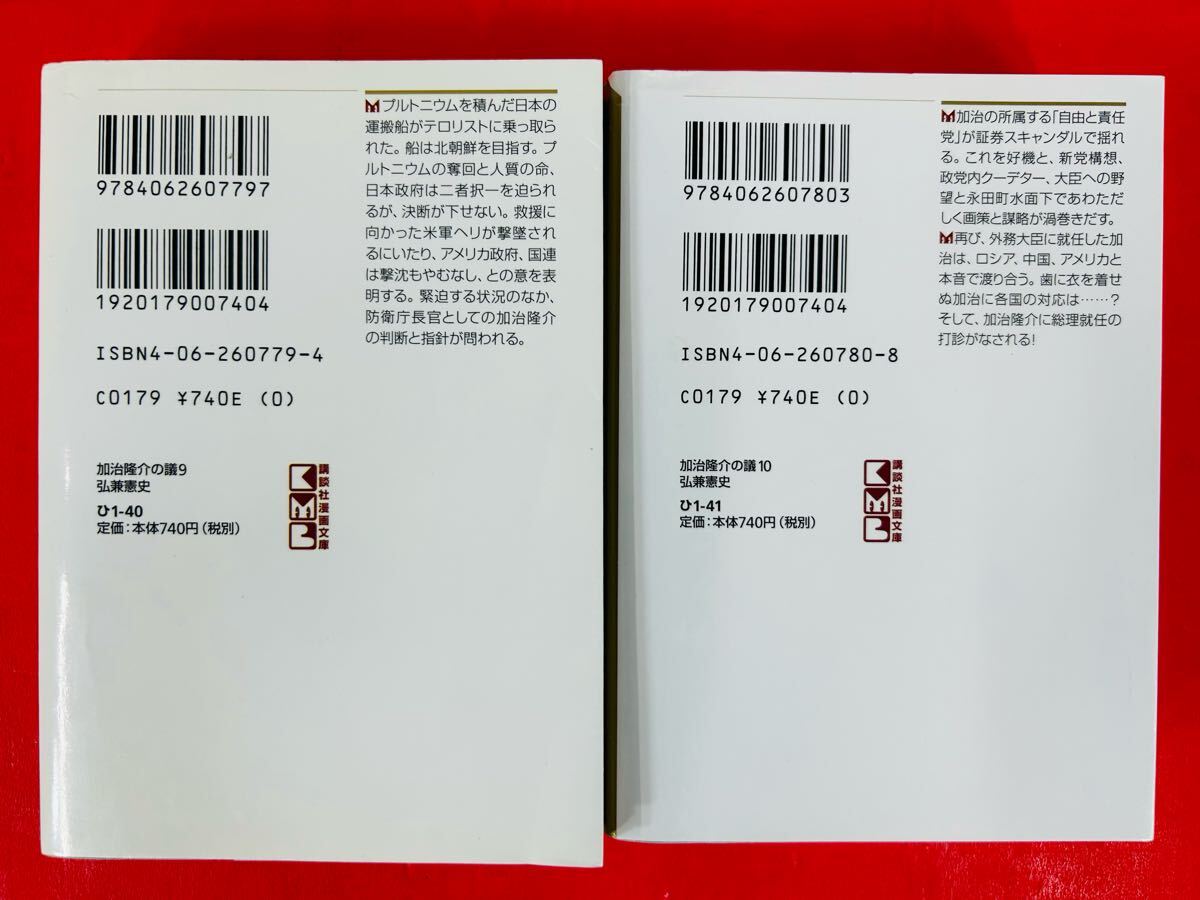 9784062607797
1920179007404
ISBN4-06-260779-4
C0179 ¥740E (0)
プルトニウムを積んだ日本の
運搬船がテロリストに乗っ取ら
れた。船は北朝鮮を目指す。プ
ルトニウムの奪回と人質の命、
日本政府は二者択一を迫られ
るが、決断が下せない。救援に
向かった米軍ヘリが撃墜され
るにいたり、アメリカ政府、国連
は撃沈もやむなし、との意を表
明する。緊迫する状況のなか、
防衛庁長官としての加治隆介
の判断と指針が問われる。
加治隆介の議9
弘兼憲史
ひ1-40
定価:本体740円(税別)
KMB
講談社漫画文庫
9784062607803
1920179007404
ISBN4-06-260780-8
C0179 ¥740E (0)
加治の所属する「自由と責任
党」が証券スキャンダルで揺れ
る。これを好機と、新党構想、
政党内クーデター、大臣への野
望と永田町水面下であわただ
しく画策と謀略が渦巻きだす。
再び、外務大臣に就任した加
治は、ロシア、中国、アメリカと
本音で渡り合う。歯に衣を着せ
ぬ加治に各国の対応は……?
そして、加治隆介に総理就任の
打診がなされる!
加治隆介の議10
弘兼憲史
ひ1-41
定価:本体740円(税別)
KMB
講談社漫画文庫